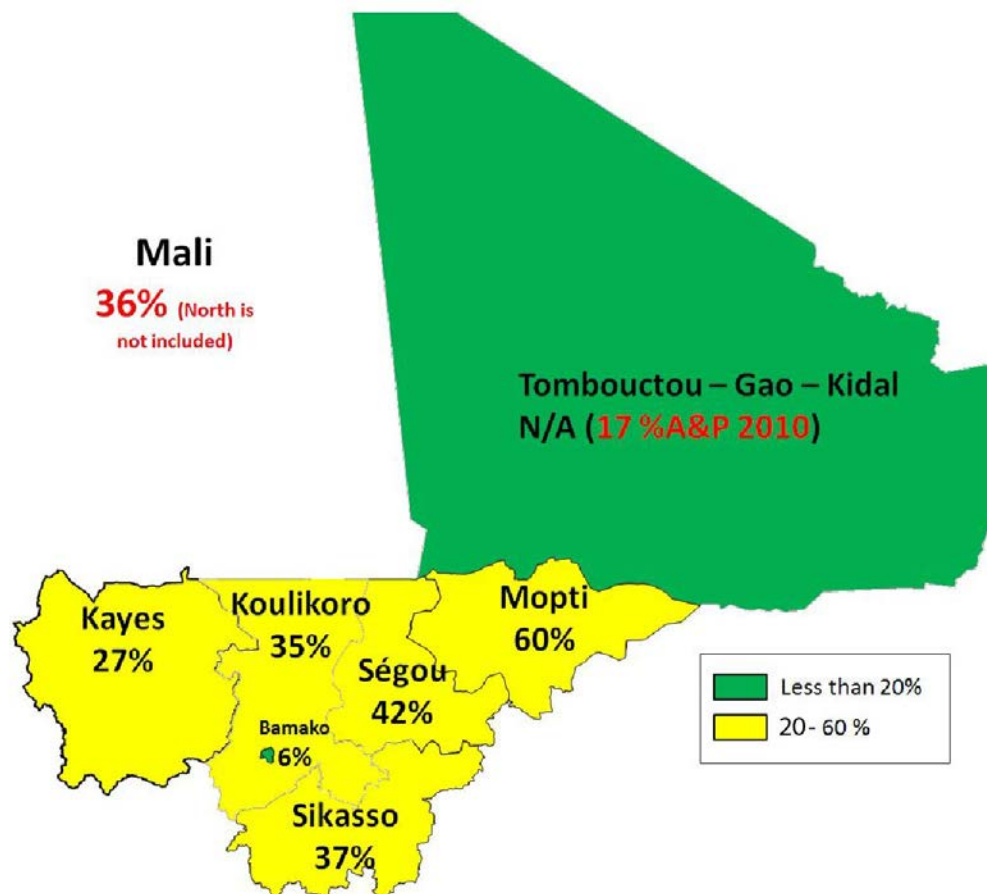 Mali
36% (North is
not included)
Tombouctou – Gao – Kidal
N/A (17 %A&P 2010)
Kayes
27%
Koulikoro
35%
Mopti
60%
Ségou
42%
Bamako
6%
Sikasso
37%
Less than 20%
20- 60 %